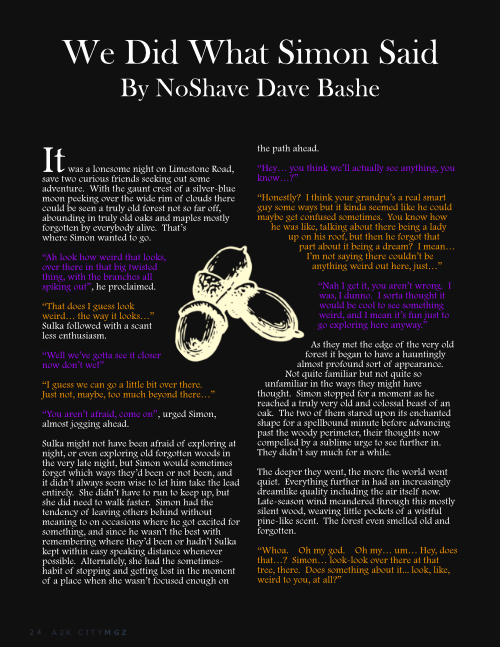 We Did What Simon Said
By NoShave Dave Bashe
It was a lonesome night on Limestone Road,
save two curious friends seeking out some
adventure. With the gaunt crest of a silver-blue
moon peeking over the wide rim of clouds there
could be seen a truly old forest not so far off,
abounding in truly old oaks and maples mostly
forgotten by everybody alive. That's
where Simon wanted to go.
“Ah look how weird that looks,
over there in that big twisted
thing, with the branches all
spiking out”, he proclaimed.
“That does I guess look
weird… the way it looks…”
Sulka followed with a scant
less enthusiasm.
“Well we've gotta see it closer
now don't we!”
“I guess we can go a little bit over there.
Just not, maybe, too much beyond there…”
“You aren't afraid, come on”, urged Simon,
almost jogging ahead.
Sulka might not have been afraid of exploring at
night, or even exploring old forgotten woods in
the very late night, but Simon would sometimes
forget which ways they'd been or not been, and
it didn't always seem wise to let him take the lead
entirely. She didn't have to run to keep up, but
she did need to walk faster. Simon had the
tendency of leaving others behind without
meaning to on occasions where he got excited for
something, and since he wasn't the best with
remembering where they'd been or hadn't Sulka
kept within easy speaking distance whenever
possible. Alternately, she had the sometimes-
habit of stopping and getting lost in the moment
of a place when she wasn't focused enough on
the path ahead.
“Hey… you think we'll actually see anything, you
know…?”
“Honestly? I think your grandpa's a real smart
guy some ways but it kinda seemed like he could
maybe get confused sometimes. You know how
he was like, talking about there being a lady
up on his roof, but then he forgot that
part about it being a dream? I mean…
I'm not saying there couldn't be
anything weird out here, just…”
“Nah I get it, you aren't wrong. I
was, I dunno. I sorta thought it
would be cool to see something
weird, and I mean it's fun just to
go exploring here anyway.”
As they met the edge of the very old
forest it began to have a hauntingly
almost profound sort of appearance.
Not quite familiar but not quite so
unfamiliar in the ways they might have
thought. Simon stopped for a moment as he
reached a truly very old and colossal beast of an
oak. The two of them stared upon its enchanted
shape for a spellbound minute before advancing
past the woody perimeter, their thoughts now
compelled by a sublime urge to see further in.
They didn't say much for a while.
The deeper they went, the more the world went
quiet. Everything further in had an increasingly
dreamlike quality including the air itself now.
Late-season wind meandered through this mostly
silent wood, weaving little pockets of a wistful
pine-like scent. The forest even smelled old and
forgotten.
“Whoa. Oh my god. Oh my… um… Hey, does
that…? Simon… look-look over there at that
tree, there. Does something about it... look, like,
weird to you, at all?”
24 A2K CITYMGZ